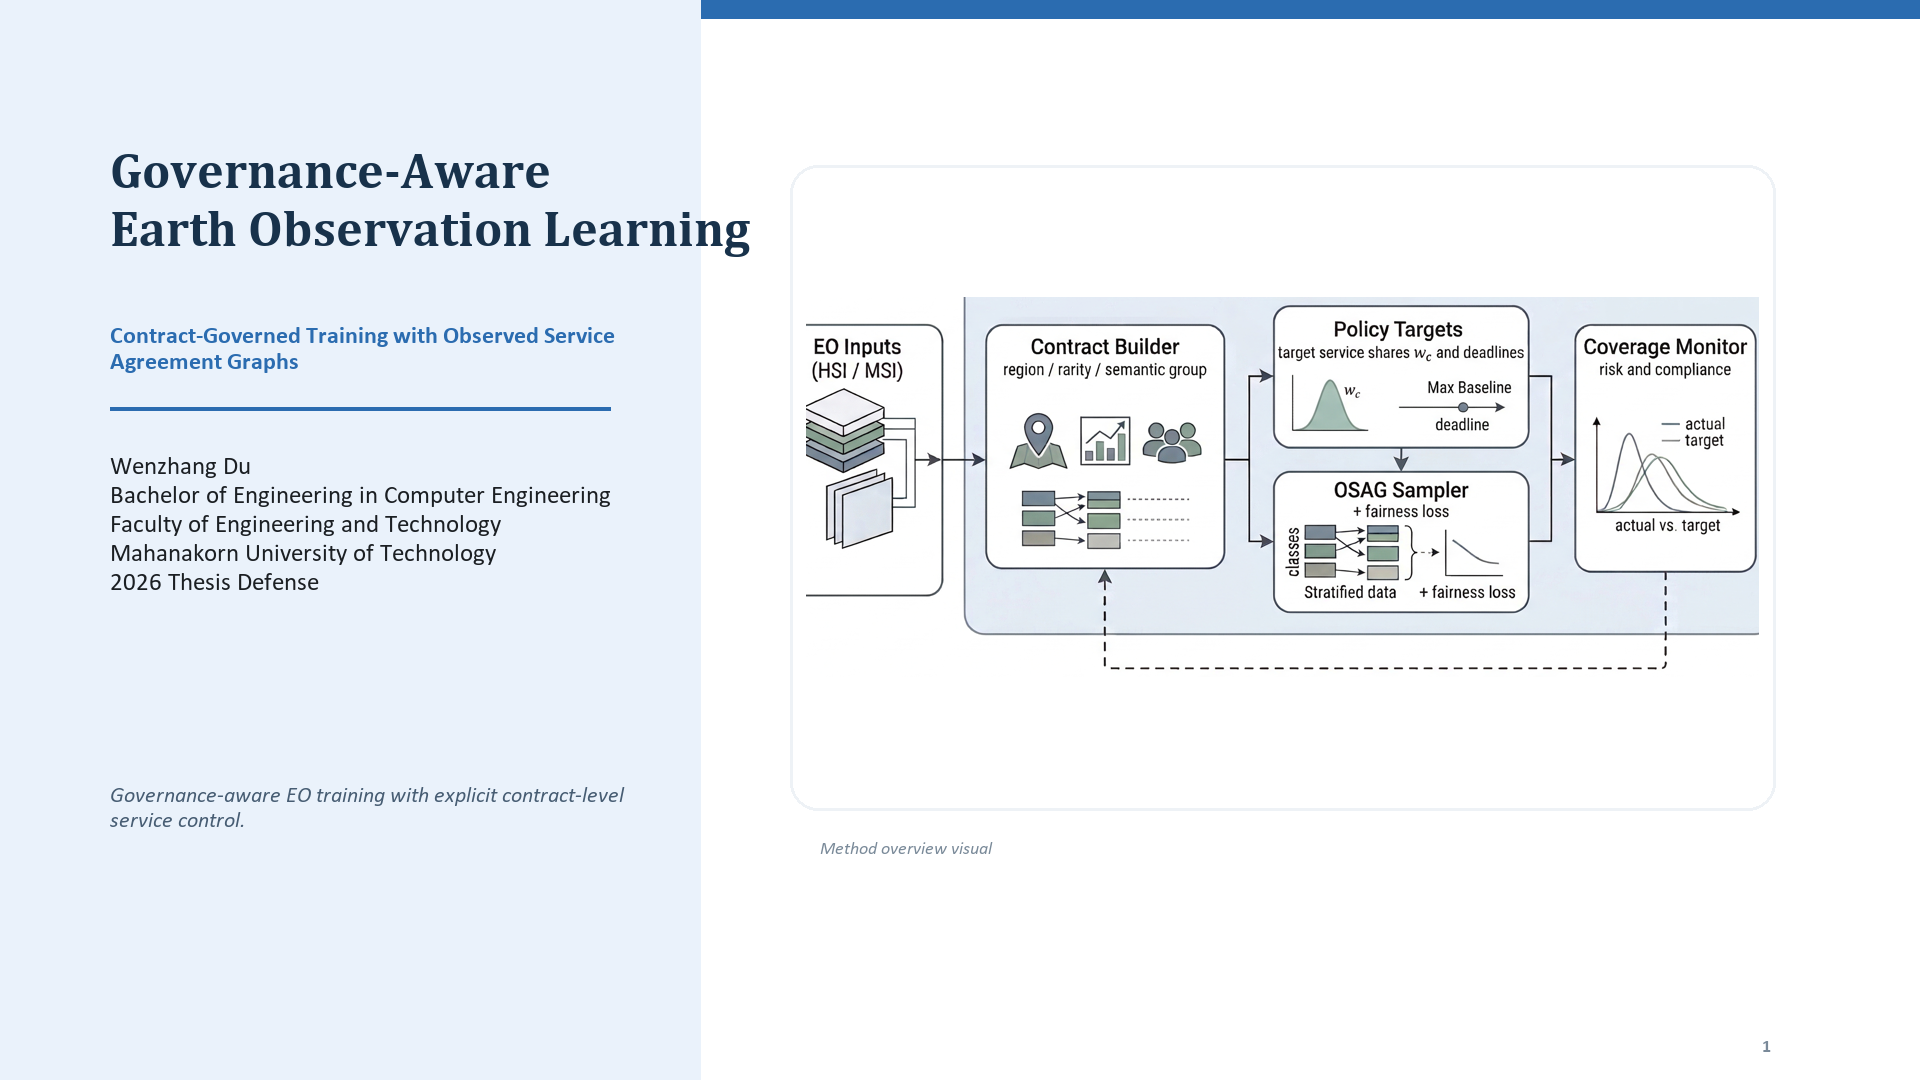 Governance-Aware
Earth Observation Learning
Contract-Governed Training with Observed Service
Agreement Graphs
Wenzhang Du
Bachelor of Engineering in Computer Engineering
Faculty of Engineering and Technology
Mahanakorn University of Technology
2026 Thesis Defense
Governance-aware EO training with explicit contract-level
service control.
EO Inputs
(HSI / MSI)
Contract Builder
region / rarity / semantic group
Policy Targets
target service shares w_c and deadlines
w_c
Max Baseline
deadline
OSAG Sampler
+ fairness loss
classes
Stratified data
+ fairness loss
Coverage Monitor
risk and compliance
actual
target
actual vs. target
Method overview visual
1